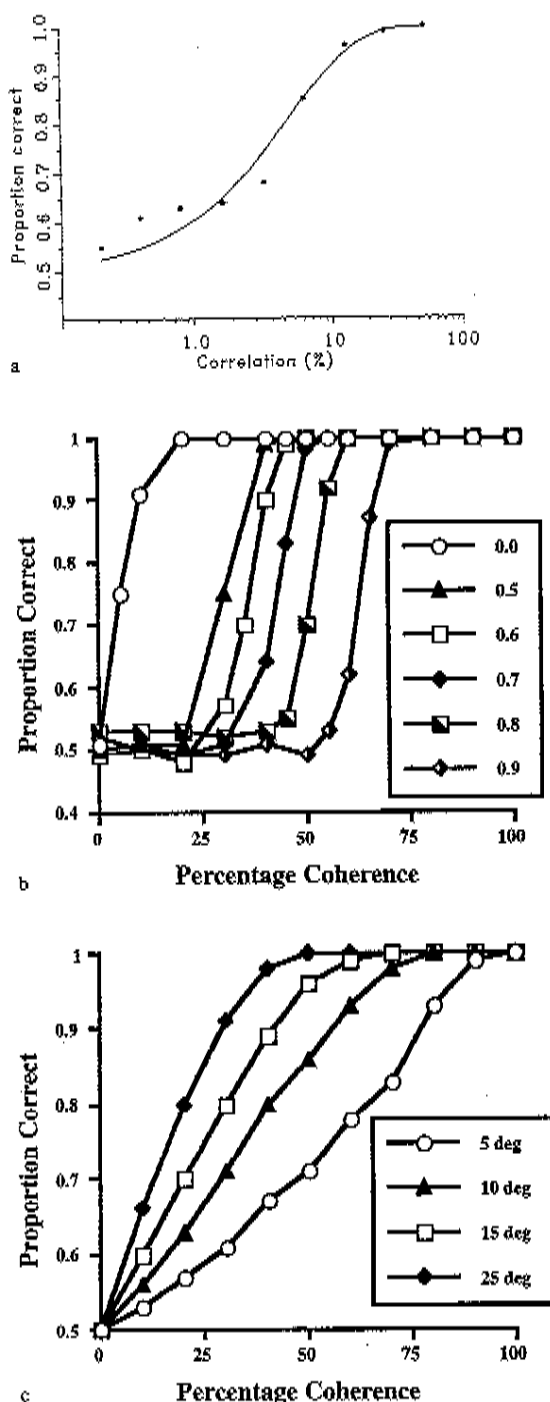 1.0
0.9
0.8
0.7
0.6
0.5
Proportion correct
1.0 10 100
Correlation (%)
a
1
0.9
0.8
0.7
0.6
0.5
0.4
Proportion Correct
0 25 50 75 100
Percentage Coherence
0.0
0.5
0.6
0.7
0.8
0.9
b
1
0.9
0.8
0.7
0.6
0.5
Proportion Correct
0 25 50 75 100
Percentage Coherence
5 deg
10 deg
15 deg
25 deg
c